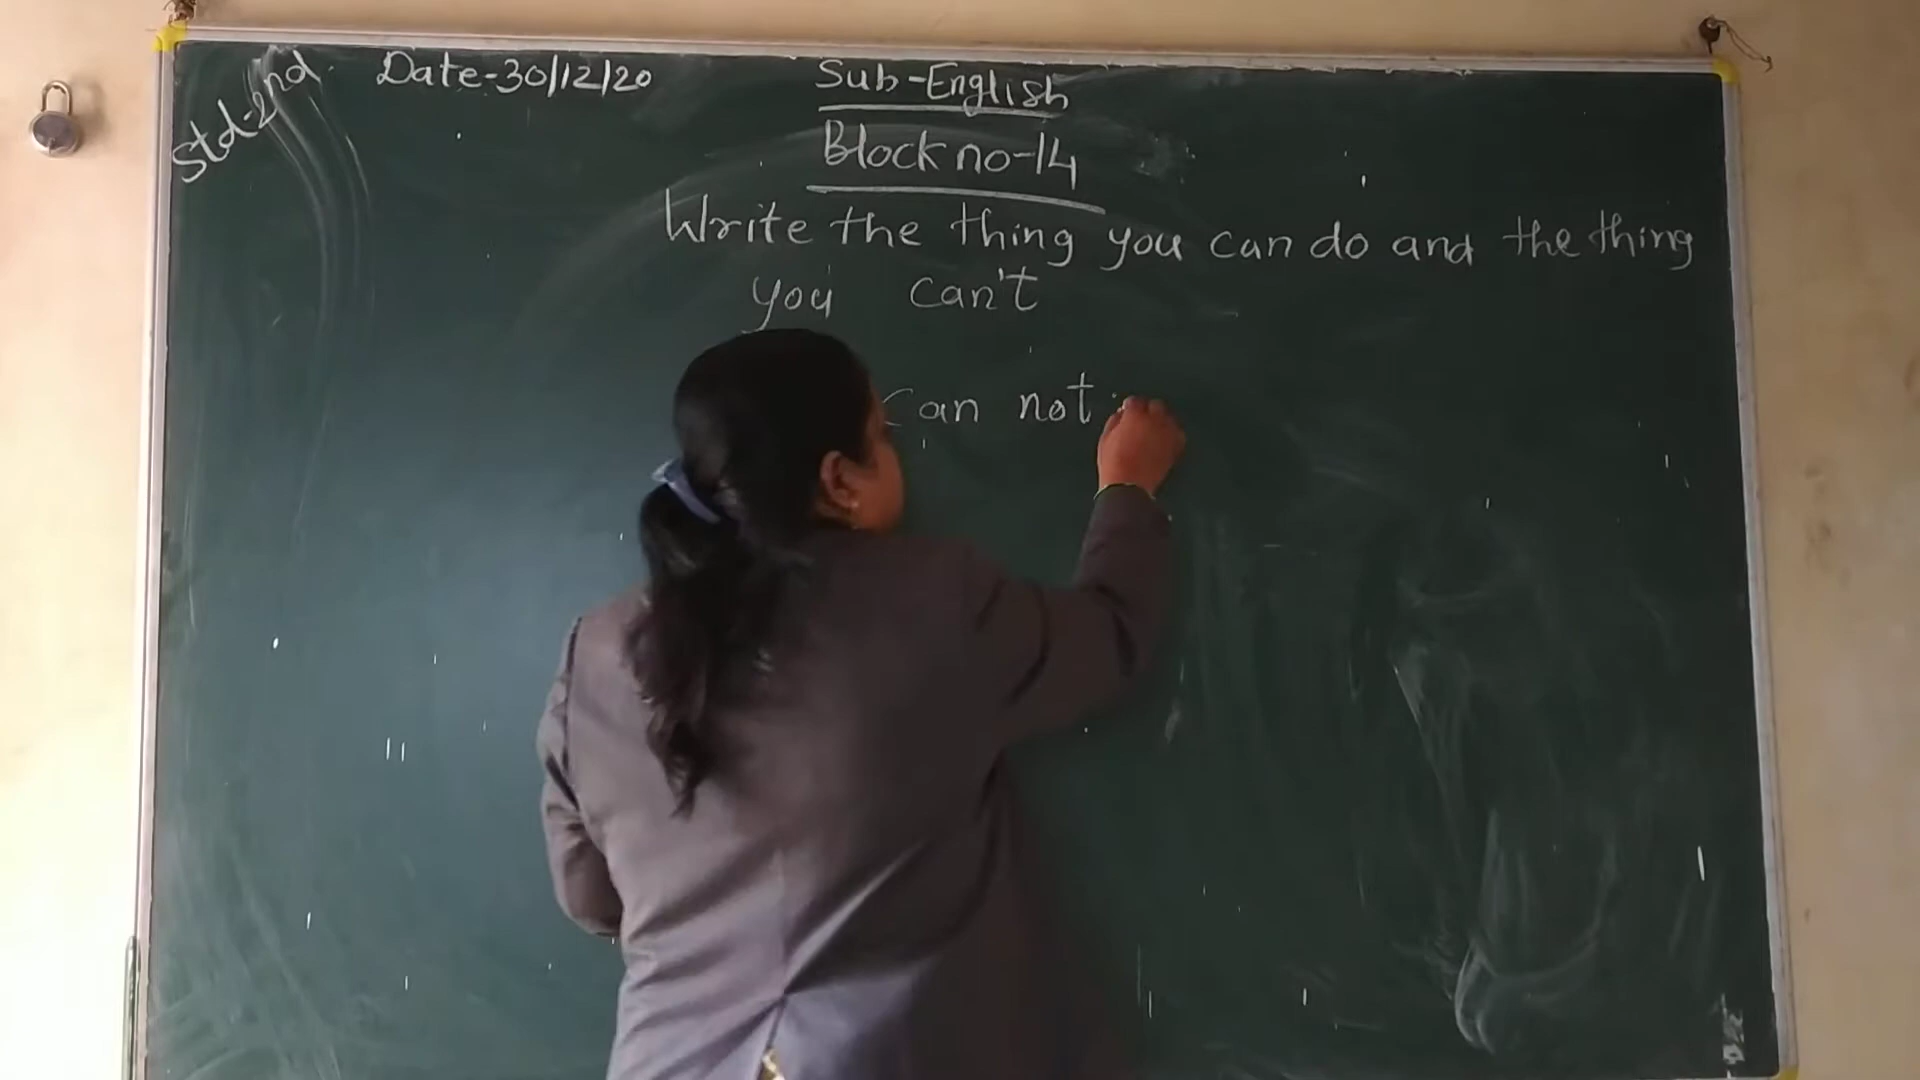 Std-2nd
Date-30/12/20
Sub-English
Block no-14
Write the thing you can do and the thing
you can't
can not